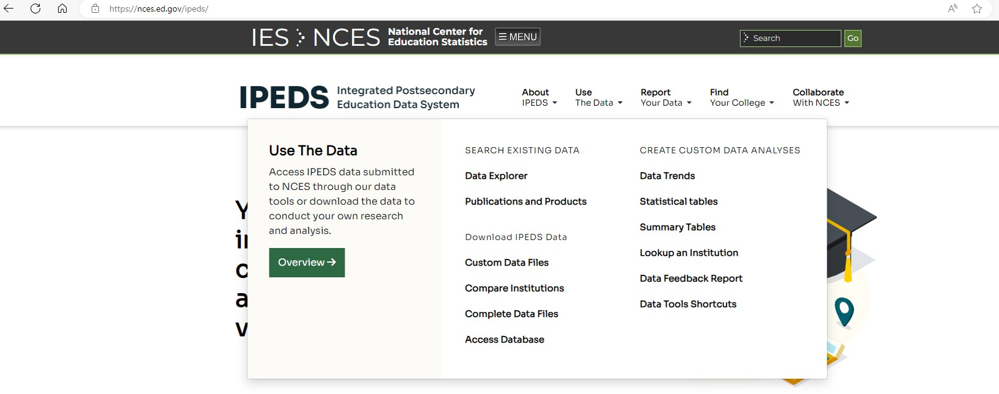 https://nces.ed.gov/ipeds/
IES NCES National Center for
Education Statistics
☰ MENU
Search
Go
IPEDS Integrated Postsecondary
Education Data System
About
IPEDS
Use
The Data
Report
Your Data
Find
Your College
Collaborate
With NCES
Use The Data
Access IPEDS data submitted
to NCES through our data
tools or download the data to
conduct your own research
and analysis.
Overview →
SEARCH EXISTING DATA
Data Explorer
Publications and Products
Download IPEDS Data
Custom Data Files
Compare Institutions
Complete Data Files
Access Database
CREATE CUSTOM DATA ANALYSES
Data Trends
Statistical tables
Summary Tables
Lookup an Institution
Data Feedback Report
Data Tools Shortcuts